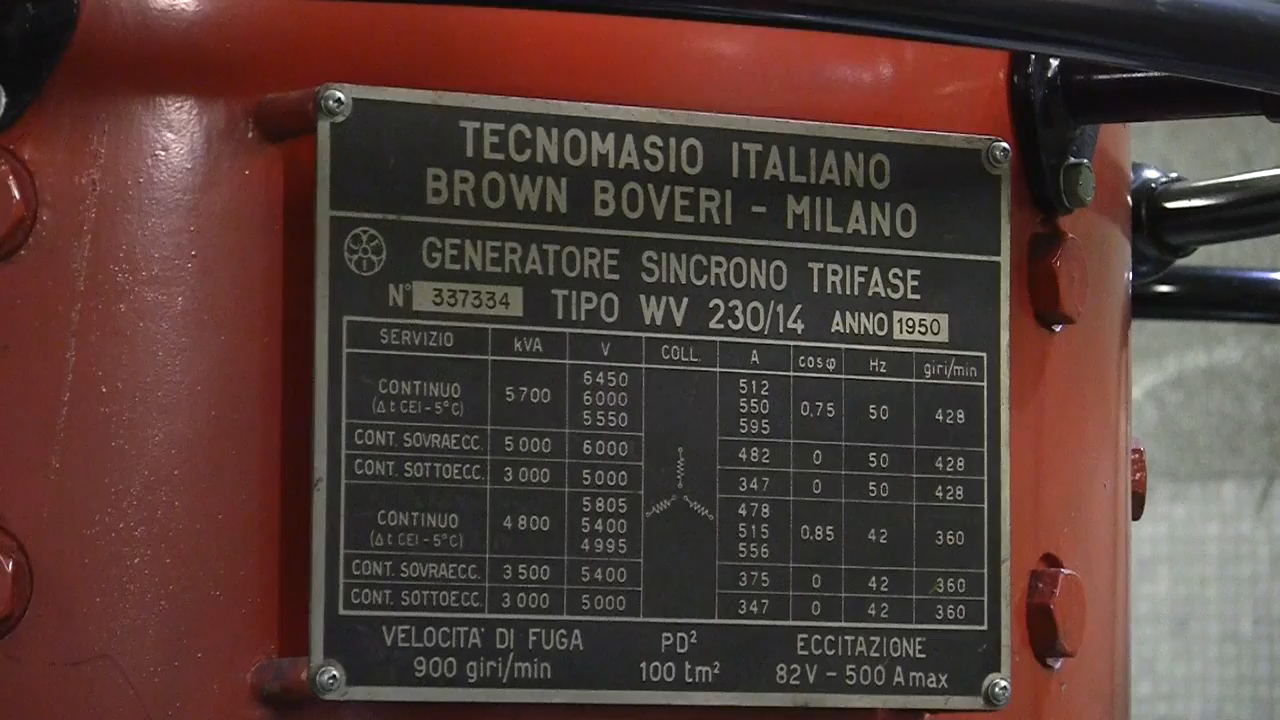 TECNOMASIO ITALIANO
BROWN BOVERI - MILANO
GENERATORE SINCRONO TRIFASE
N° 337334 TIPO WV 230/14 ANNO 1950
SERVIZIO kVA V COLL. A cosφ Hz giri/min
CONTINUO (Δt CEI-5°C) 5700 6450 6000 5550 512 550 595 0,75 50 428
CONT. SOVRAECC. 5000 6000 482 0 50 428
CONT. SOTTOECC. 3000 5000 347 0 50 428
CONTINUO (Δt CEI-5°C) 4800 5805 5400 4995 478 515 556 0,85 42 360
CONT. SOVRAECC. 3500 5400 375 0 42 360
CONT. SOTTOECC. 3000 5000 347 0 42 360
VELOCITA' DI FUGA PD² ECCITAZIONE
900 giri/min 100 tm² 82V - 500 A max